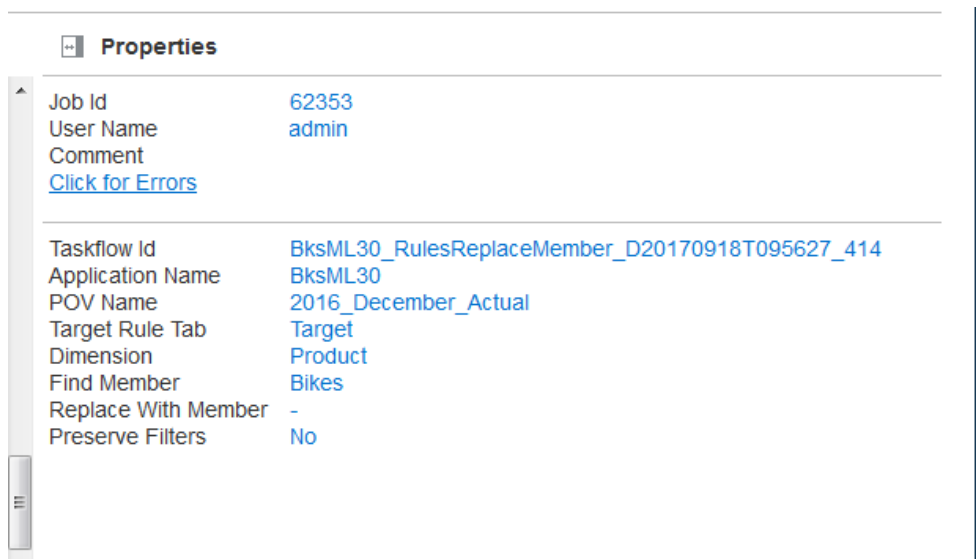 Properties
Job Id 62353
User Name admin
Comment
Click for Errors
Taskflow Id BksML30_RulesReplaceMember_D20170918T095627_414
Application Name BksML30
POV Name 2016_December_Actual
Target Rule Tab Target
Dimension Product
Find Member Bikes
Replace With Member -
Preserve Filters No